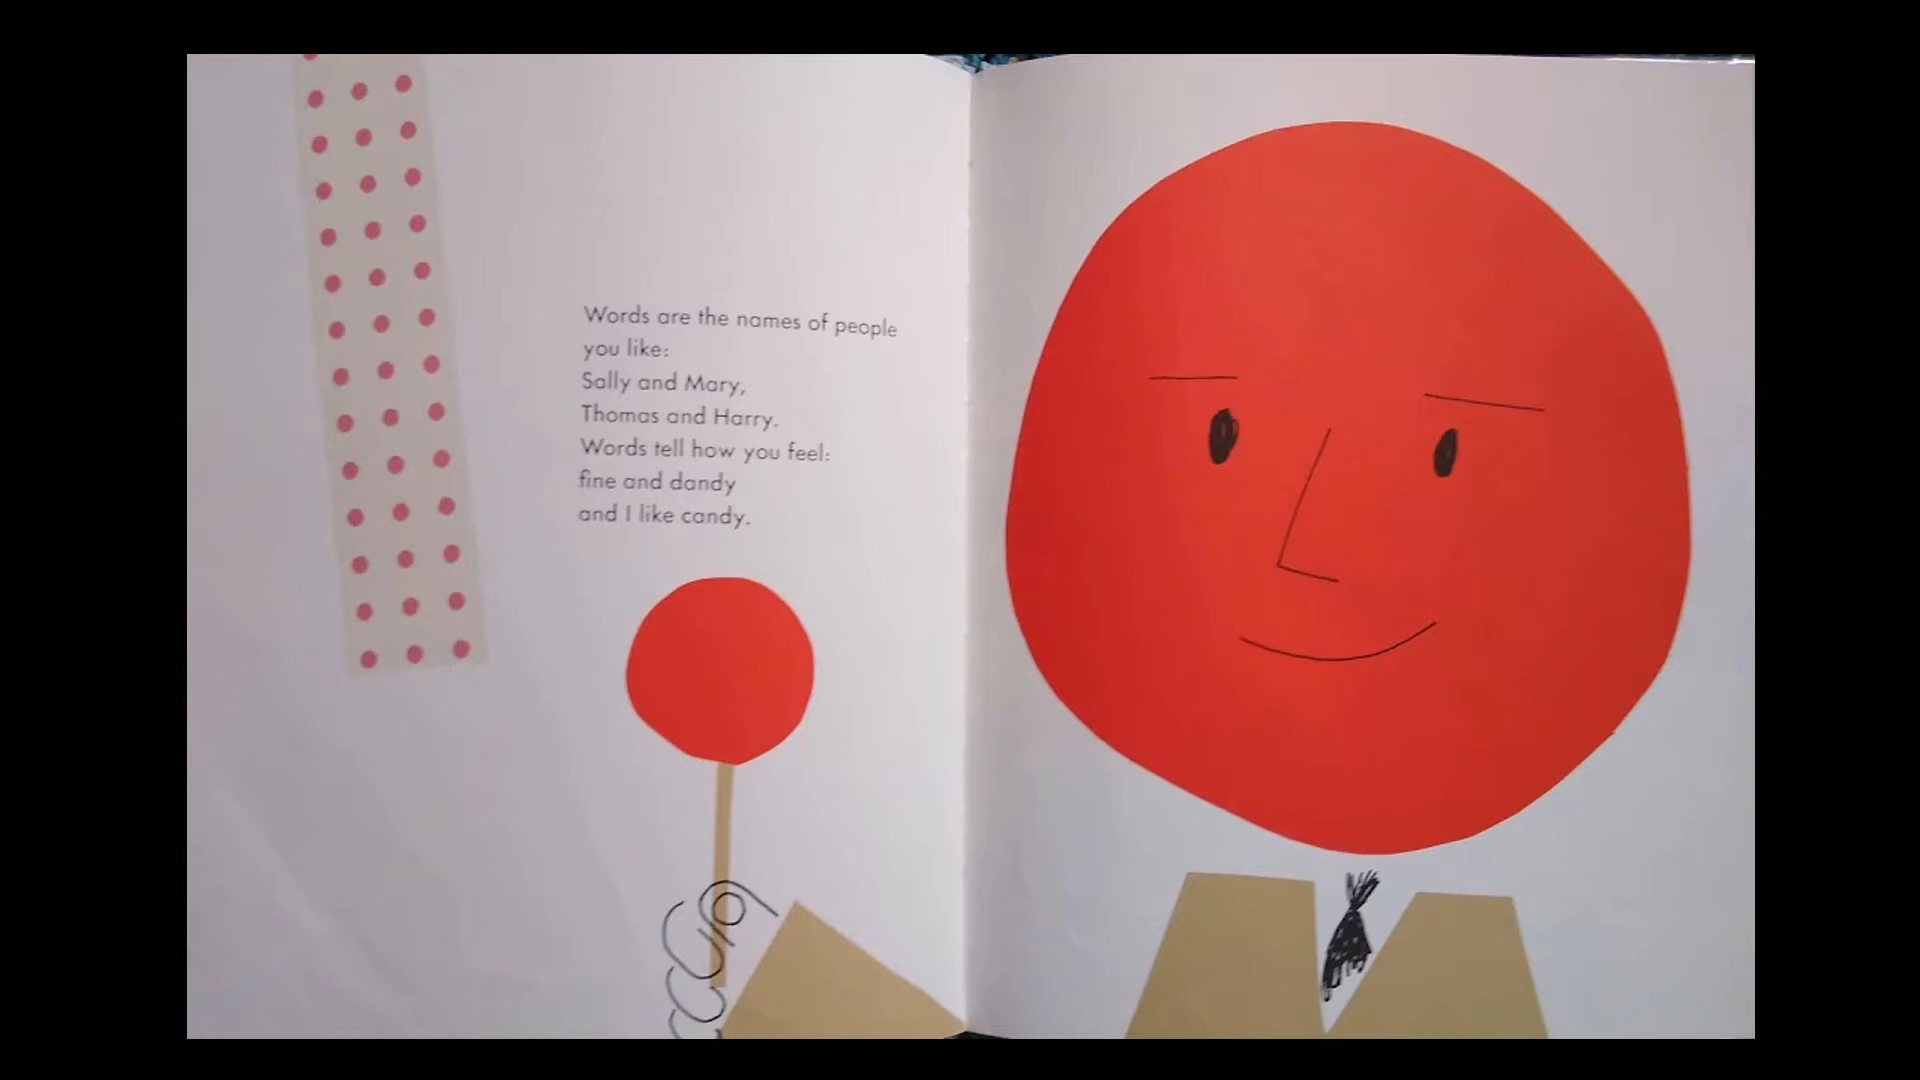 Words are the names of people
you like:
Sally and Mary,
Thomas and Harry.
Words tell how you feel:
fine and dandy
and I like candy.